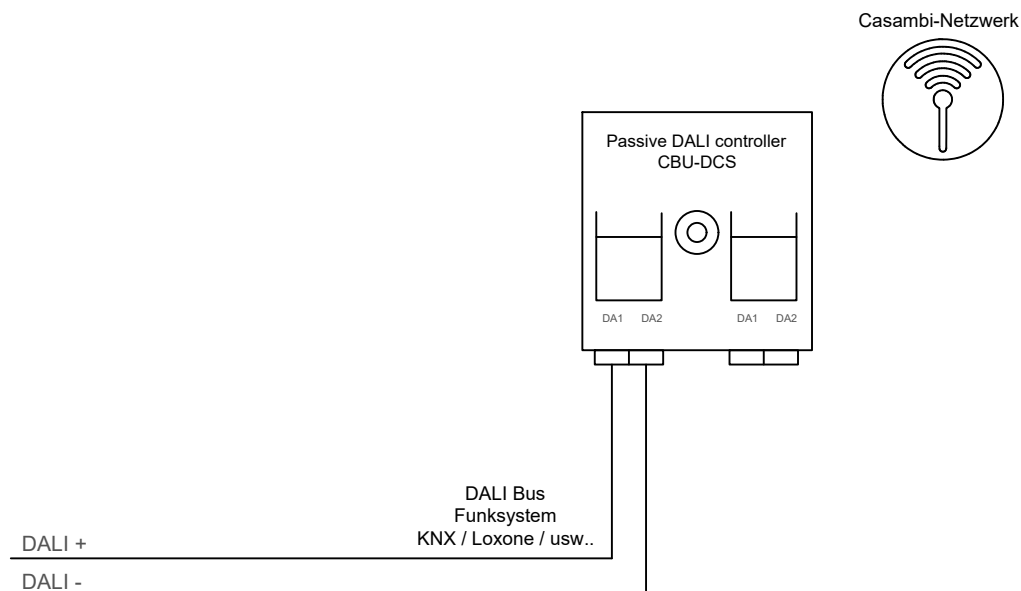 Casambi-Netzwerk
Passive DALI controller
CBU-DCS
DA1 DA2 DA1 DA2
DALI Bus
Funksystem
KNX / Loxone / usw..
DALI +
DALI -